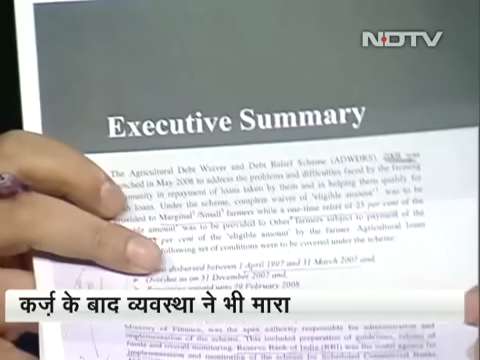 NDTV
Executive Summary
The Agricultural Debt Waiver and Debt Relief Scheme (ADWDRS), 2008 was
launched in May 2008 to address the problems and difficulties faced by the farming
community in repayment of loans taken by them and in helping them qualify for
loans. Under the scheme, complete waiver of 'eligible amount' was to be
provided to Marginal /Small farmers while a one-time relief of 25 per cent of the
amount' was to be provided to Other farmers subject to payment of the
per cent of the 'eligible amount' by the farmer Agricultural Loans
following set of conditions were to be covered under the scheme:
disbursed between 1 April 1997 and 31 March 2007 and
Overdue as on 31 December 2007 and
29 February 2008
कर्ज़ के बाद व्यवस्था ने भी मारा
Ministry of Finance, was the apex authority responsible for administration and
implementation of the scheme. This included preparation of guidelines, release of
funds and overall monitoring. Reserve Bank of India (RBI) was the nodal agency for
implementation and monitoring of the scheme for Scheduled Commercial Banks